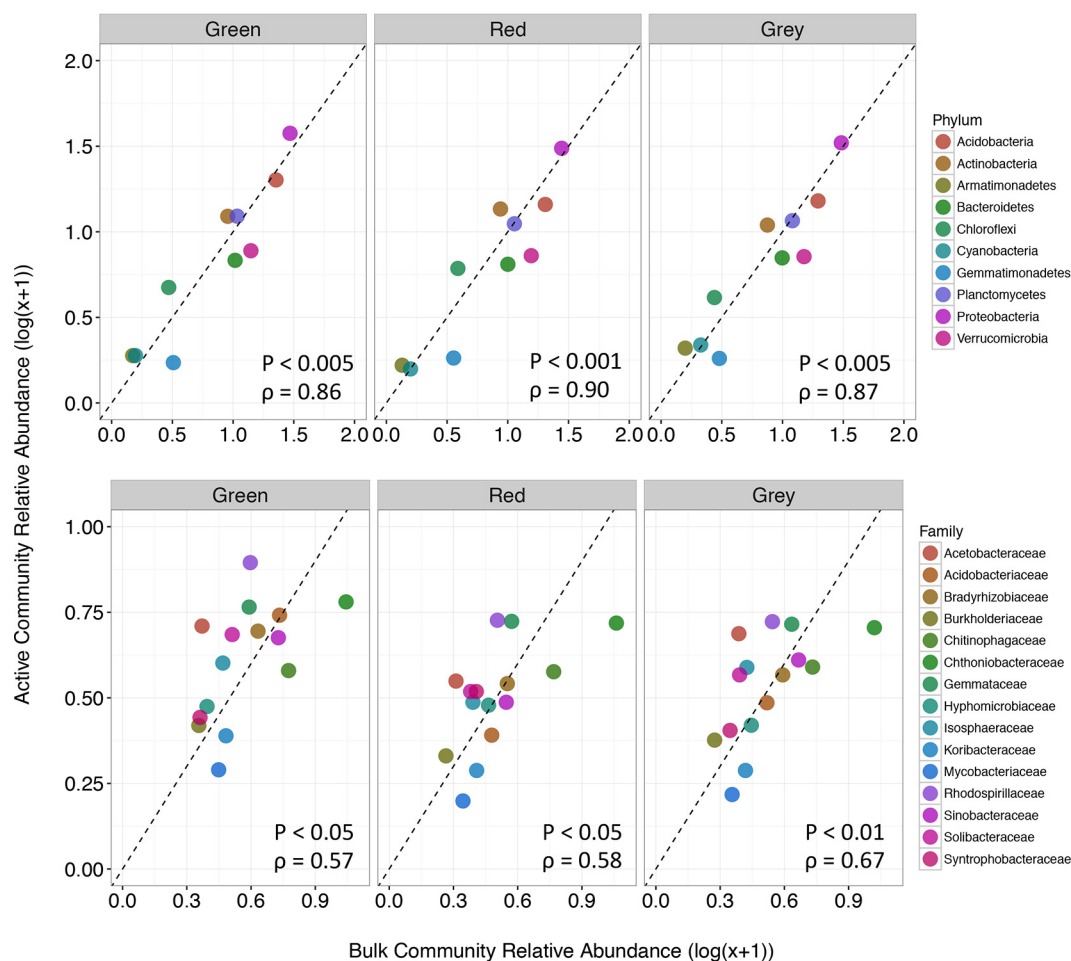 Green Red Grey
2.0
1.5
1.0
0.5
0.0
P < 0.005
ρ = 0.86
P < 0.001
ρ = 0.90
P < 0.005
ρ = 0.87
0.0 0.5 1.0 1.5 2.0 0.0 0.5 1.0 1.5 2.0 0.0 0.5 1.0 1.5 2.0
Phylum
Acidobacteria
Actinobacteria
Armatimonadetes
Bacteroidetes
Chloroflexi
Cyanobacteria
Gemmatimonadetes
Planctomycetes
Proteobacteria
Verrucomicrobia
Active Community Relative Abundance (log(x+1))
Green Red Grey
1.00
0.75
0.50
0.25
0.00
P < 0.05
ρ = 0.57
P < 0.05
ρ = 0.58
P < 0.01
ρ = 0.67
0.0 0.3 0.6 0.9 0.0 0.3 0.6 0.9 0.0 0.3 0.6 0.9
Family
Acetobacteraceae
Acidobacteriaceae
Bradyrhizobiaceae
Burkholderiaceae
Chitinophagaceae
Chthoniobacteraceae
Gemmataceae
Hyphomicrobiaceae
Isosphaeraceae
Koribacteraceae
Mycobacteriaceae
Rhodospirillaceae
Sinobacteraceae
Solibacteraceae
Syntrophobacteraceae
Bulk Community Relative Abundance (log(x+1))